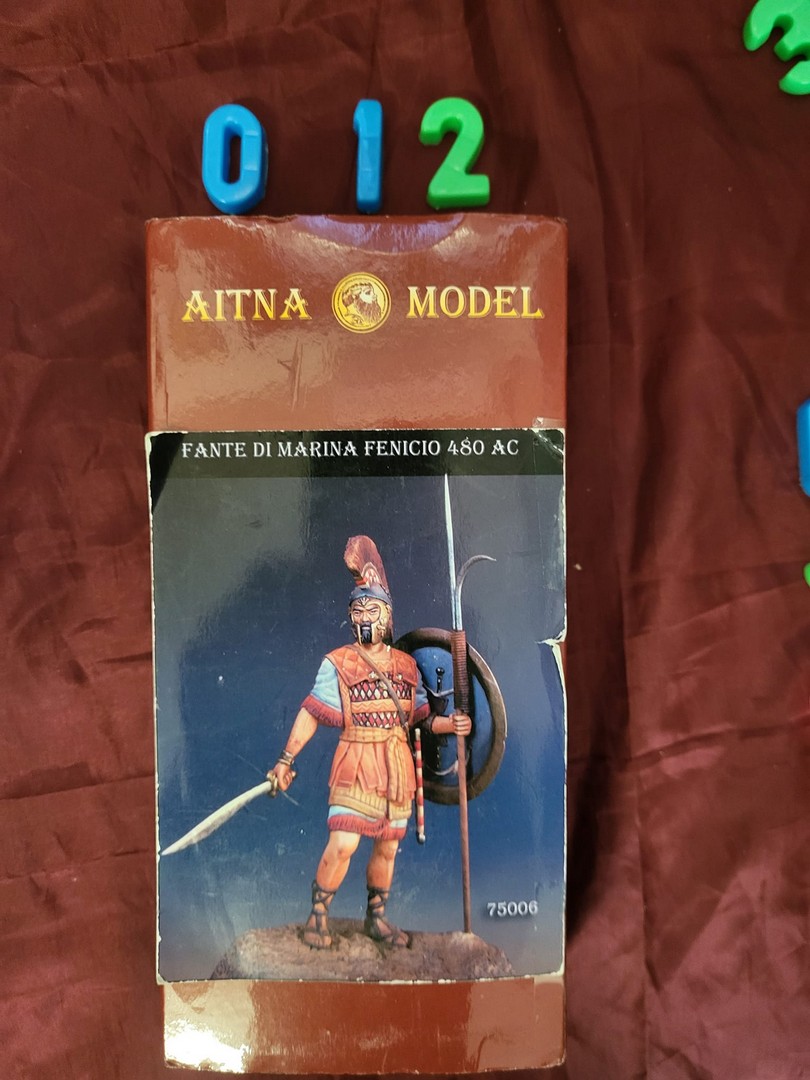 0 1 2
AITNA MODEL
FANTE DI MARINA FENICIO 480 AC
75006